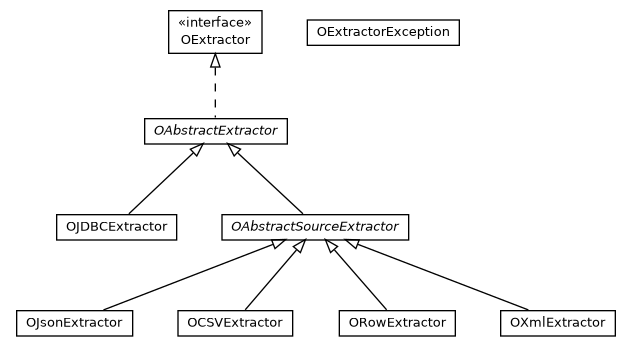 «interface»
OExtractor
OExtractorException
OAbstractExtractor
OJDBCExtractor
OAbstractSourceExtractor
OJsonExtractor
OCSVExtractor
ORowExtractor
OXmlExtractor